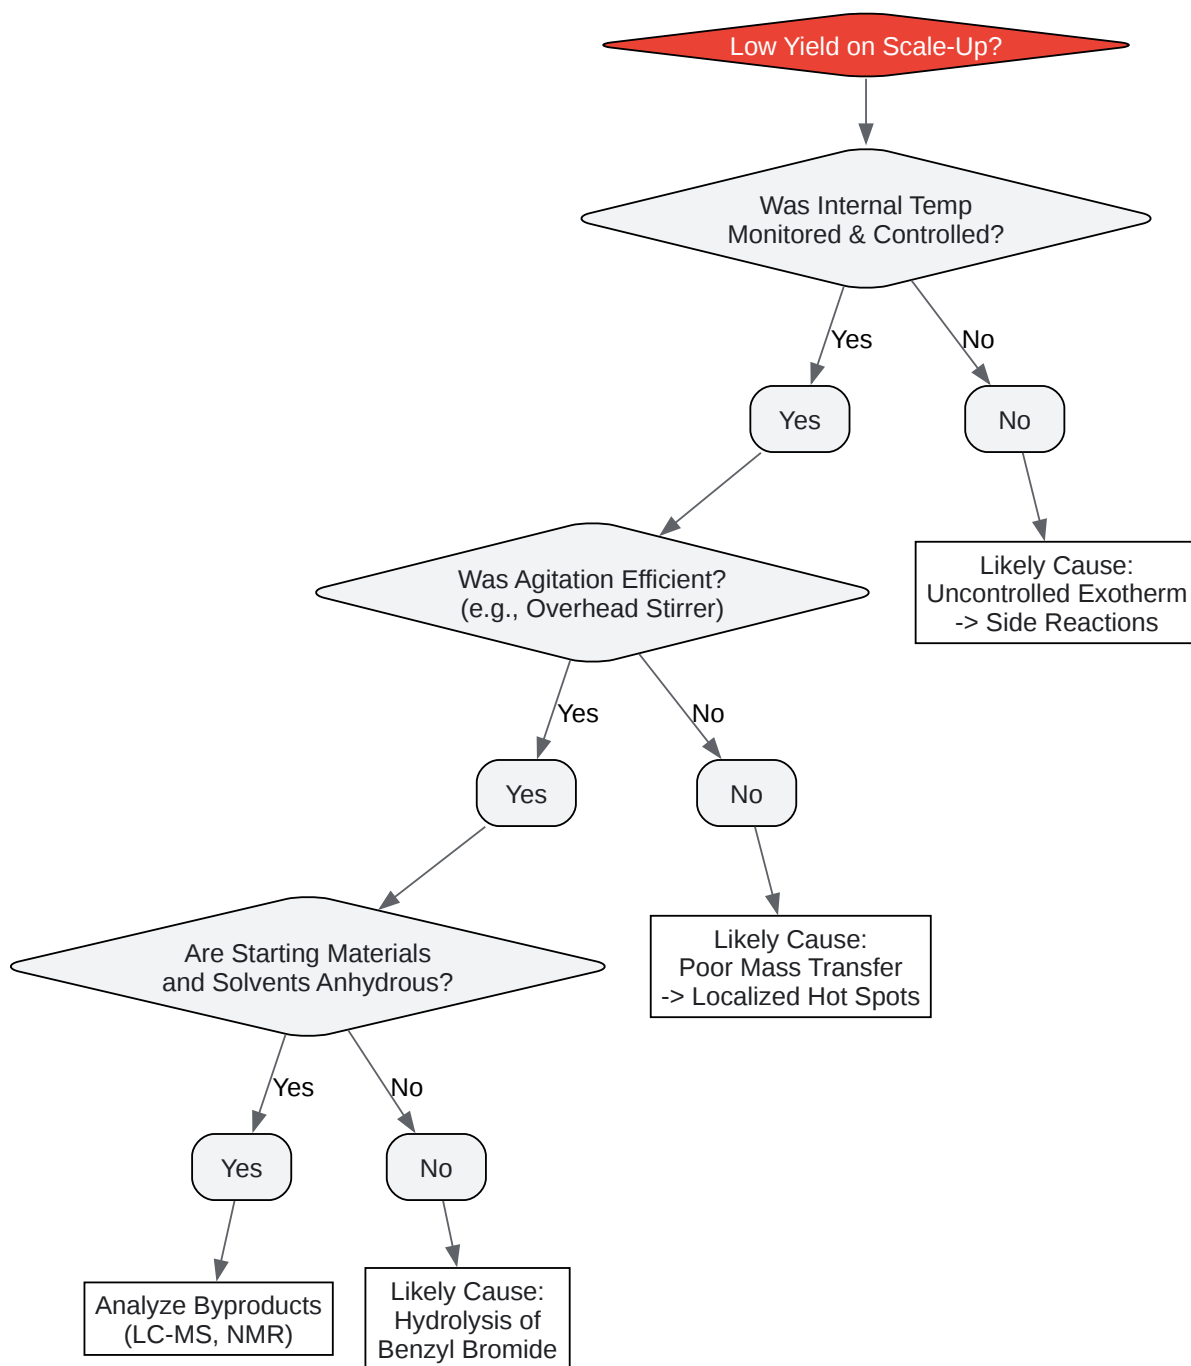 Low Yield on Scale-Up?
Was Internal Temp
Monitored & Controlled?
Yes
No
Yes
No
Was Agitation Efficient?
(e.g., Overhead Stirrer)
Likely Cause:
Uncontrolled Exotherm
-> Side Reactions
Yes
No
Yes
No
Are Starting Materials
and Solvents Anhydrous?
Likely Cause:
Poor Mass Transfer
-> Localized Hot Spots
Yes
No
Yes
No
Analyze Byproducts
(LC-MS, NMR)
Likely Cause:
Hydrolysis of
Benzyl Bromide